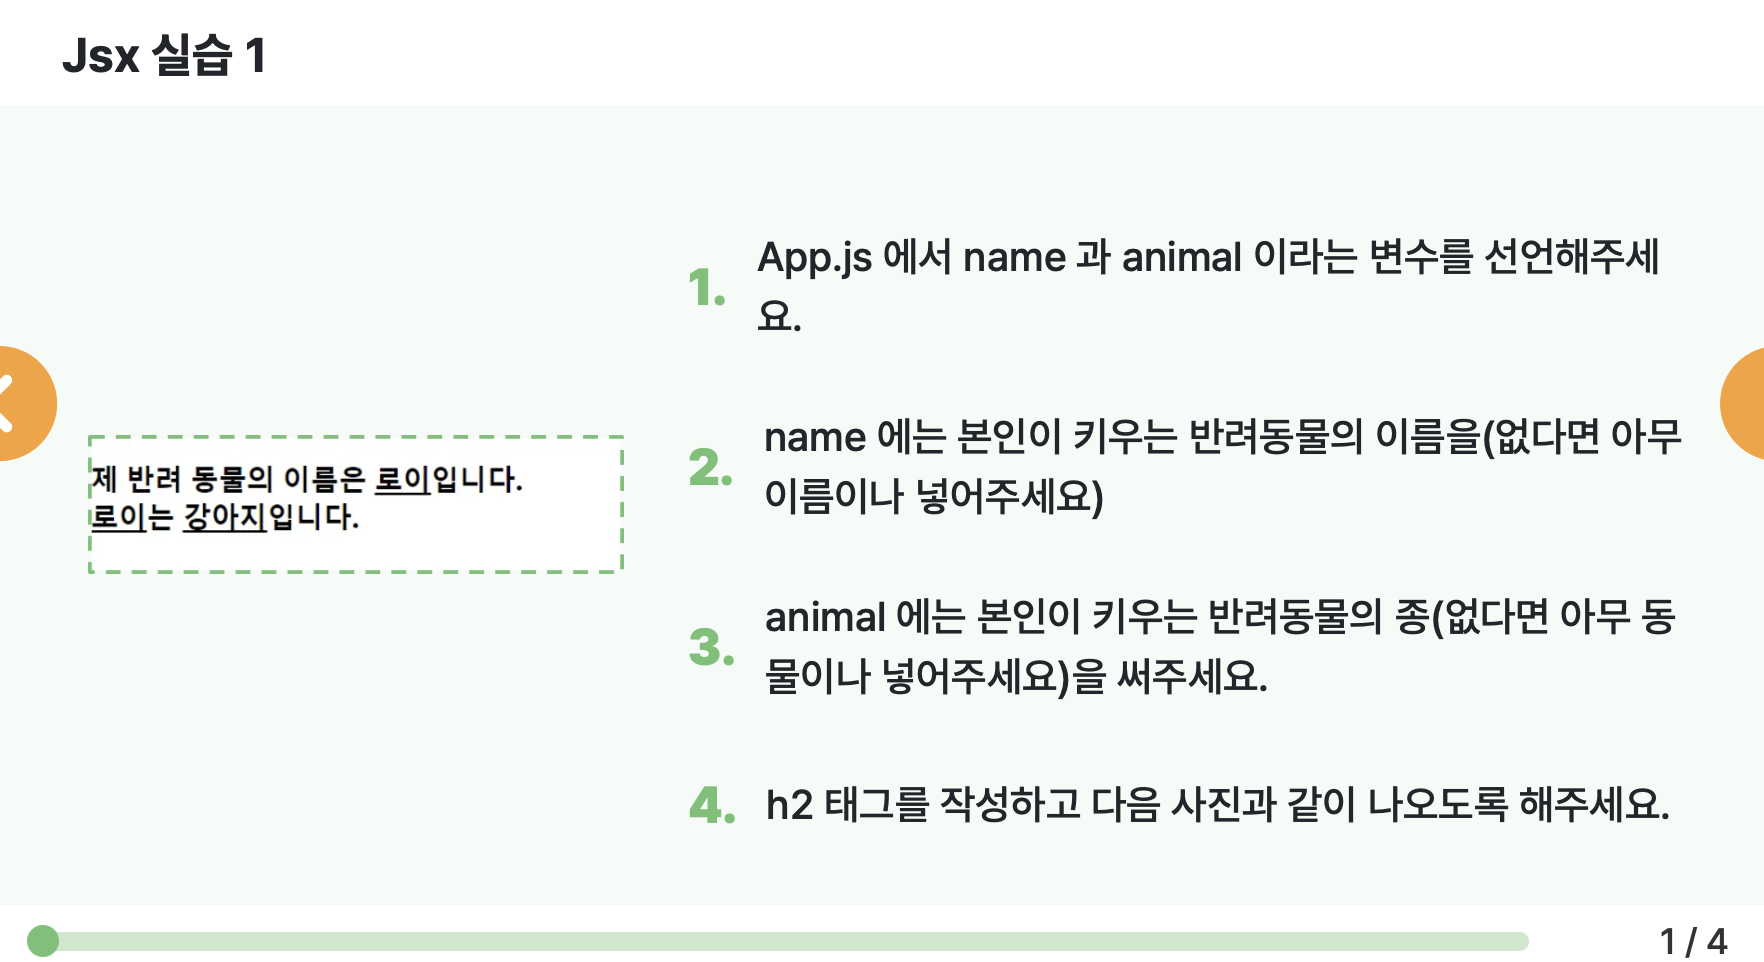 Jsx 실습 1
제 반려 동물의 이름은 로이입니다.
로이는 강아지입니다.
1. App.js 에서 name 과 animal 이라는 변수를 선언해주세
요.
2. name 에는 본인이 키우는 반려동물의 이름을(없다면 아무
이름이나 넣어주세요)
3. animal 에는 본인이 키우는 반려동물의 종(없다면 아무 동
물이나 넣어주세요)을 써주세요.
4. h2 태그를 작성하고 다음 사진과 같이 나오도록 해주세요.
1 / 4